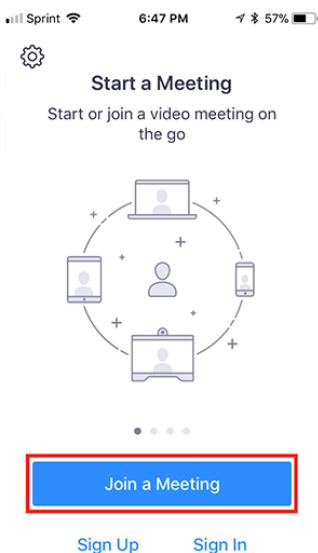 Sprint 6:47 PM 57%
Start a Meeting
Start or join a video meeting on
the go
Join a Meeting
Sign Up Sign In